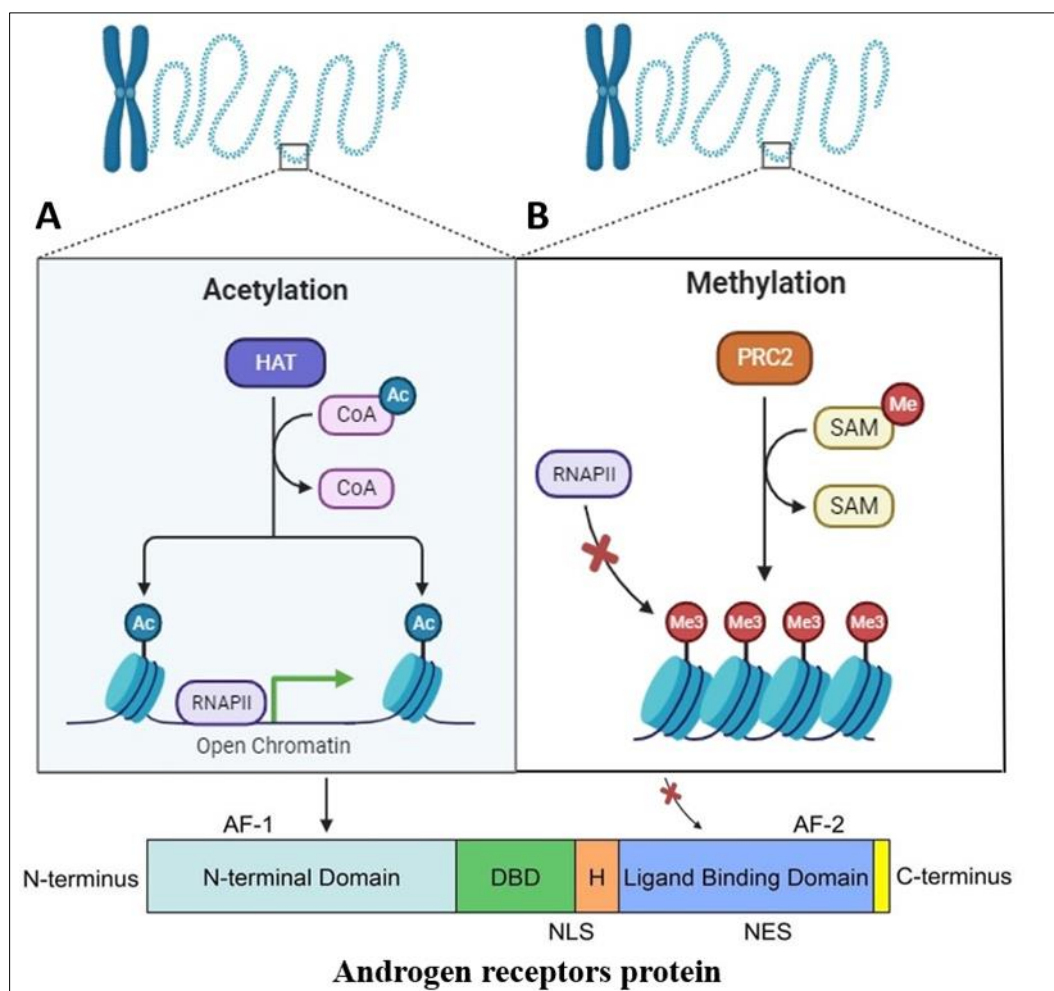 A
B
Acetylation
HAT
Ac
CoA
CoA
Ac
Ac
RNAPII
Open Chromatin
Methylation
PRC2
Me
SAM
SAM
RNAPII
Me3
Me3
Me3
Me3
AF-1
AF-2
N-terminus
N-terminal Domain
DBD
H
Ligand Binding Domain
C-terminus
NLS
NES
Androgen receptors protein